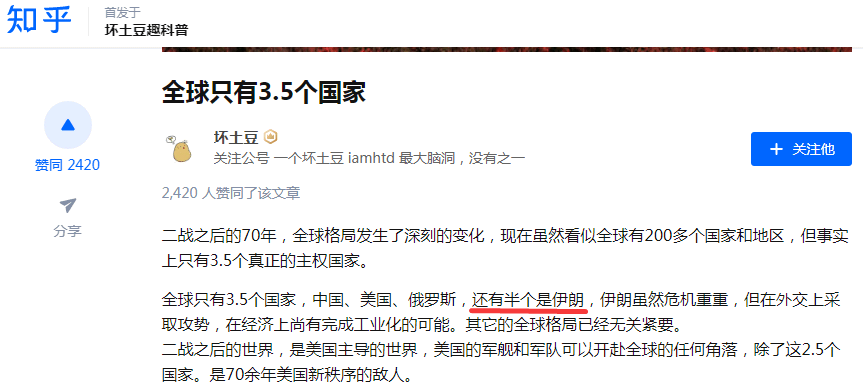 知乎
首发于
坏土豆趣科普
全球只有3.5个国家
坏土豆
关注公号 一个坏土豆 iamhtd 最大脑洞，没有之一
+ 关注他
赞同 2420
2,420 人赞同了该文章
分享
二战之后的70年，全球格局发生了深刻的变化，现在虽然看似全球有200多个国家和地区，但事实
上只有3.5个真正的主权国家。
全球只有3.5个国家，中国、美国、俄罗斯，还有半个是伊朗，伊朗虽然危机重重，但在外交上采
取攻势，在经济上尚有完成工业化的可能。其它的全球格局已经无关紧要。
二战之后的世界，是美国主导的世界，美国的军舰和军队可以开赴全球的任何角落，除了这2.5个
国家。是70余年美国新秩序的敌人。